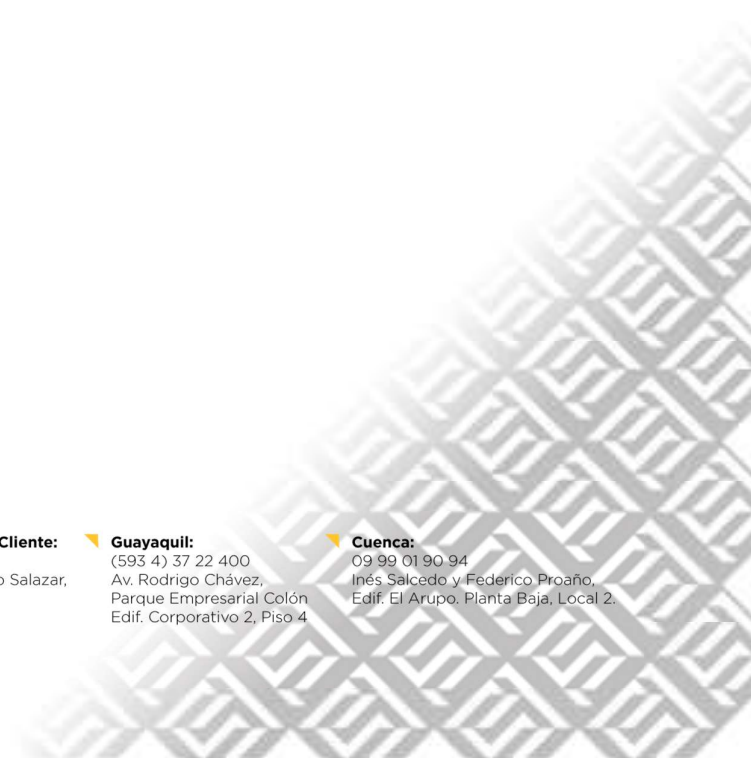 Cliente:
Salazar,
Guayaquil:
(593 4) 37 22 400
Av. Rodrigo Chávez,
Parque Empresarial Colón
Edif. Corporativo 2, Piso 4
Cuenca:
09 99 01 90 94
Inés Salcedo y Federico Proaño,
Edif. El Arupo. Planta Baja, Local 2.